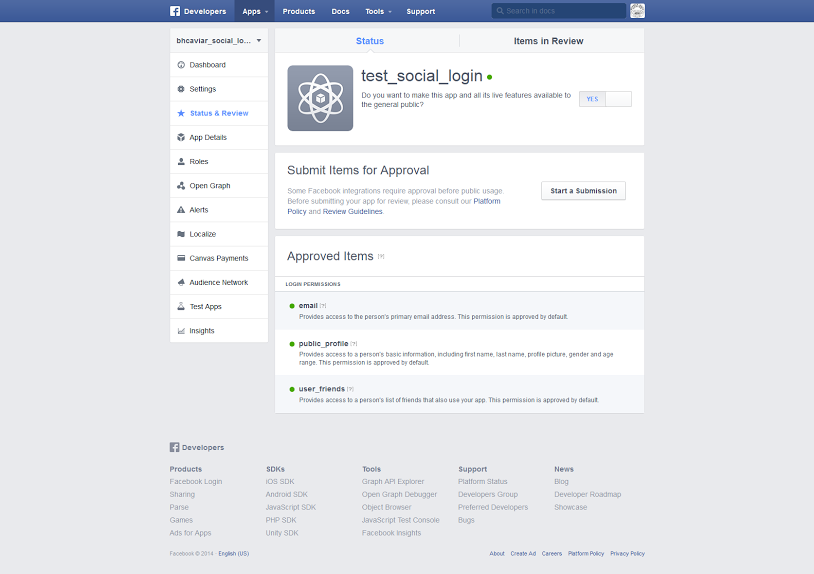 Developers Apps Products Docs Tools Support Search in docs
bhcaviar_social_lo...
Dashboard
Settings
Status & Review
App Details
Roles
Open Graph
Alerts
Localize
Canvas Payments
Audience Network
Test Apps
Insights
Status Items in Review
test_social_login
Do you want to make this app and all its live features available to
the general public?
YES
Submit Items for Approval
Some Facebook integrations require approval before public usage.
Before submitting your app for review, please consult our Platform
Policy and Review Guidelines.
Start a Submission
Approved Items [?]
LOGIN PERMISSIONS
email [?]
Provides access to the person's primary email address. This permission is approved by default.
public_profile [?]
Provides access to a person's basic information, including first name, last name, profile picture, gender and age
range. This permission is approved by default.
user_friends [?]
Provides access to a person's list of friends that also use your app. This permission is approved by default.
Developers
Products
Facebook Login
Sharing
Parse
Games
Ads for Apps
SDKs
iOS SDK
Android SDK
JavaScript SDK
PHP SDK
Unity SDK
Tools
Graph API Explorer
Open Graph Debugger
Object Browser
JavaScript Test Console
Facebook Insights
Support
Platform Status
Developers Group
Preferred Developers
Bugs
News
Blog
Developer Roadmap
Showcase
Facebook © 2014 · English (US)
About Create Ad Careers Platform Policy Privacy Policy